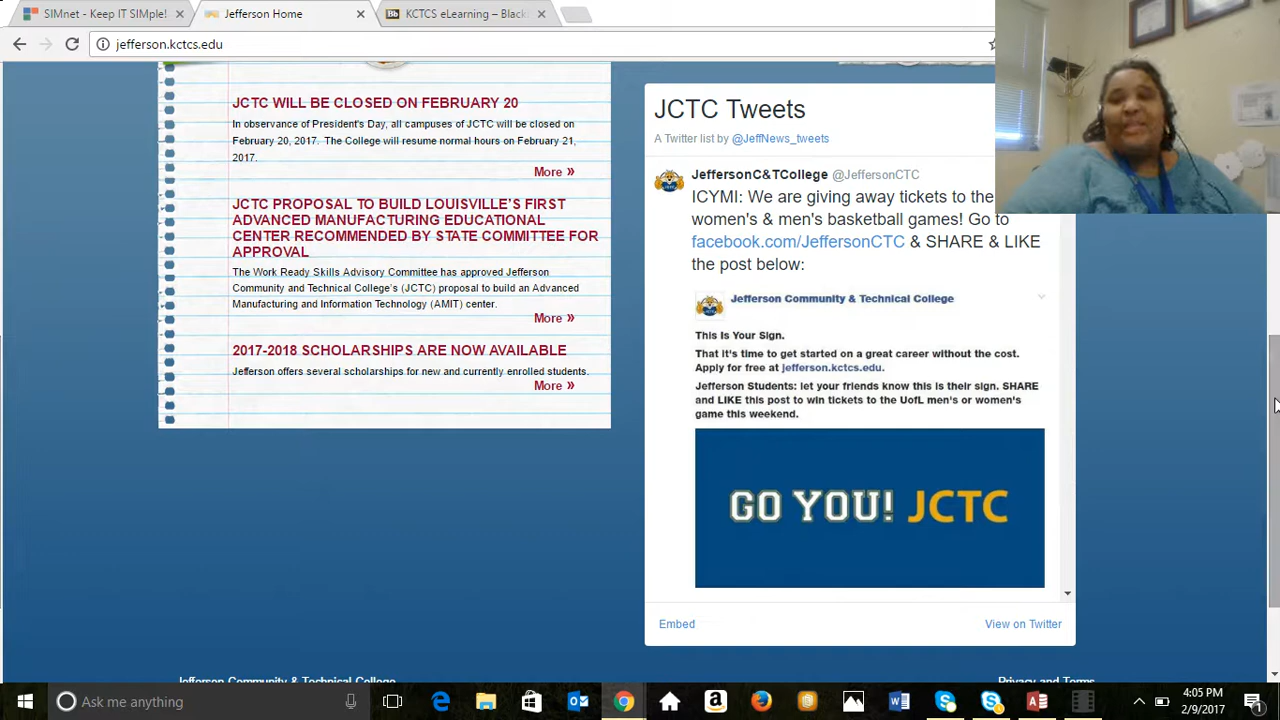 SIMnet - Keep IT SIMple!
Jefferson Home
Bb KCTCS eLearning – Blackb
jefferson.kctcs.edu
JCTC WILL BE CLOSED ON FEBRUARY 20
In observance of President's Day, all campuses of JCTC will be closed on
February 20, 2017. The College will resume normal hours on February 21,
2017.
More »
JCTC PROPOSAL TO BUILD LOUISVILLE'S FIRST
ADVANCED MANUFACTURING EDUCATIONAL
CENTER RECOMMENDED BY STATE COMMITTEE FOR
APPROVAL
The Work Ready Skills Advisory Committee has approved Jefferson
Community and Technical College's (JCTC) proposal to build an Advanced
Manufacturing and Information Technology (AMIT) center.
More »
2017-2018 SCHOLARSHIPS ARE NOW AVAILABLE
Jefferson offers several scholarships for new and currently enrolled students.
More »
JCTC Tweets
A Twitter list by @JeffNews_tweets
JeffersonC&TCollege @JeffersonCTC
ICYMI: We are giving away tickets to the
women's & men's basketball games! Go to
facebook.com/JeffersonCTC & SHARE & LIKE
the post below:
Jefferson Community & Technical College
This Is Your Sign.
That it's time to get started on a great career without the cost.
Apply for free at jefferson.kctcs.edu.
Jefferson Students: let your friends know this is their sign. SHARE
and LIKE this post to win tickets to the UofL men's or women's
game this weekend.
GO YOU! JCTC
Embed
View on Twitter
Jefferson Community & Technical College
Privacy and Terms
Ask me anything
4:05 PM
2/9/2017
1